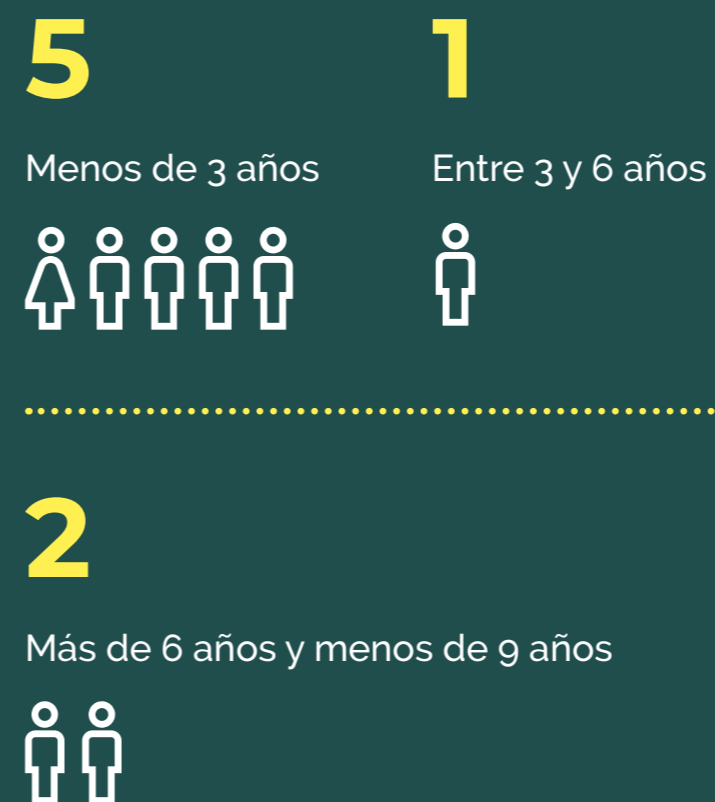 5
Menos de 3 años
1
Entre 3 y 6 años
2
Más de 6 años y menos de 9 años